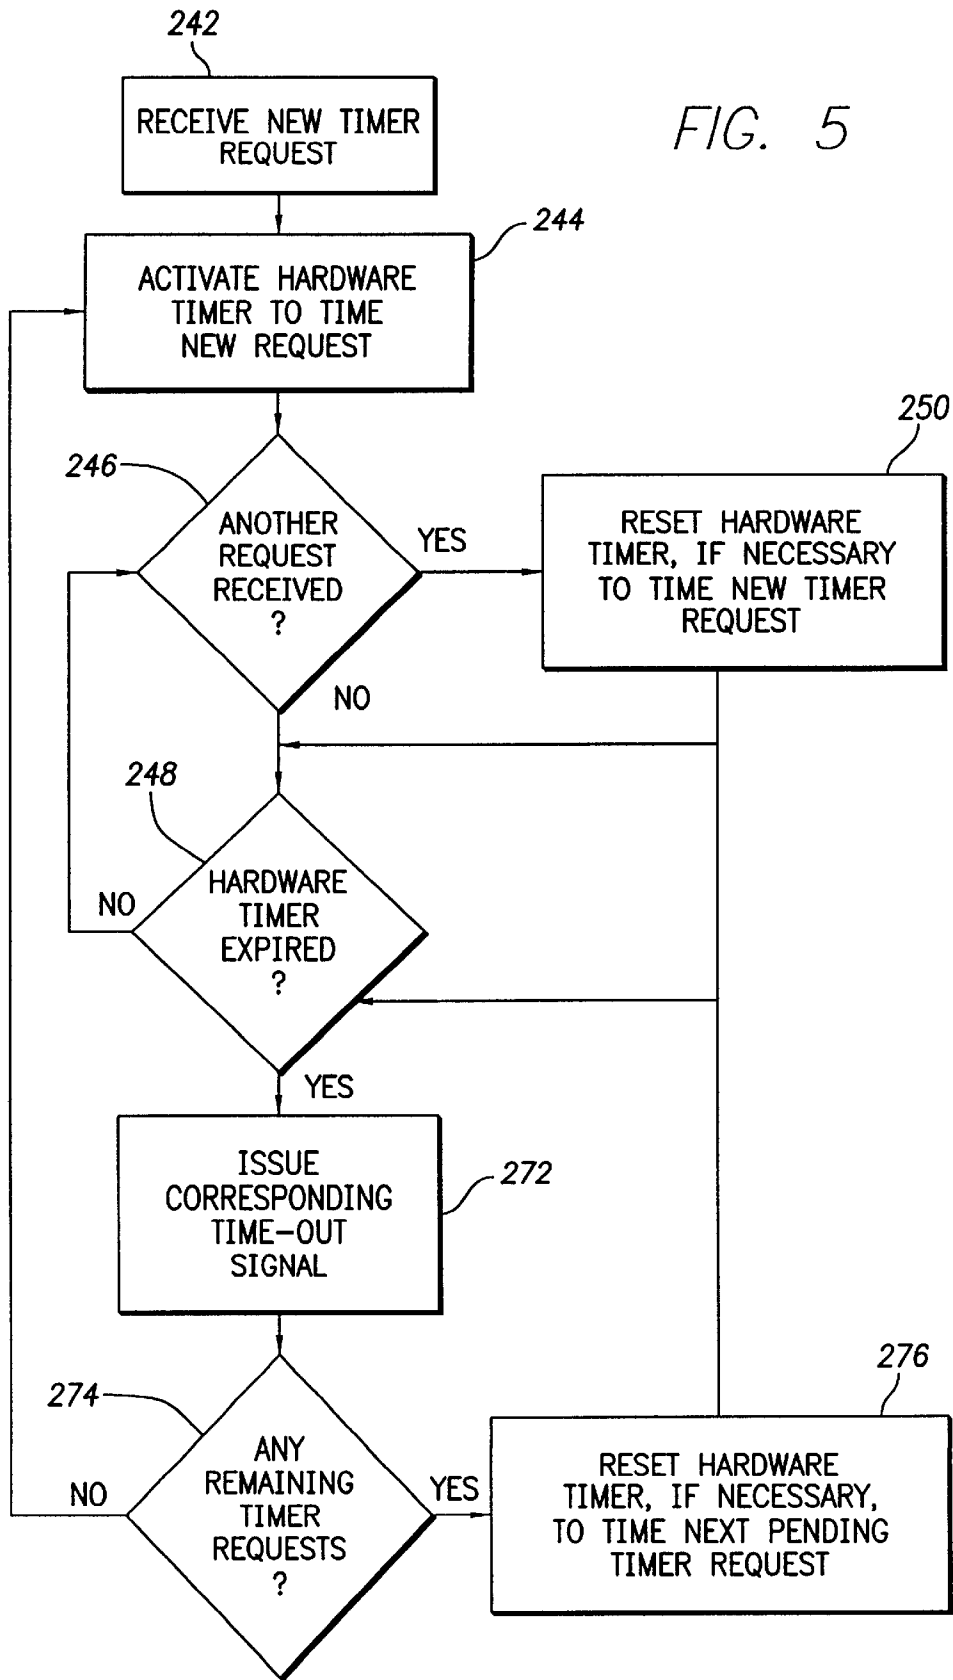 242
RECEIVE NEW TIMER
REQUEST
FIG. 5
244
ACTIVATE HARDWARE
TIMER TO TIME
NEW REQUEST
246
ANOTHER
REQUEST
RECEIVED
?
YES
NO
250
RESET HARDWARE
TIMER, IF NECESSARY
TO TIME NEW TIMER
REQUEST
248
HARDWARE
TIMER
EXPIRED
?
NO
YES
ISSUE
CORRESPONDING
TIME-OUT
SIGNAL
272
274
ANY
REMAINING
TIMER
REQUESTS
?
NO
YES
276
RESET HARDWARE
TIMER, IF NECESSARY,
TO TIME NEXT PENDING
TIMER REQUEST